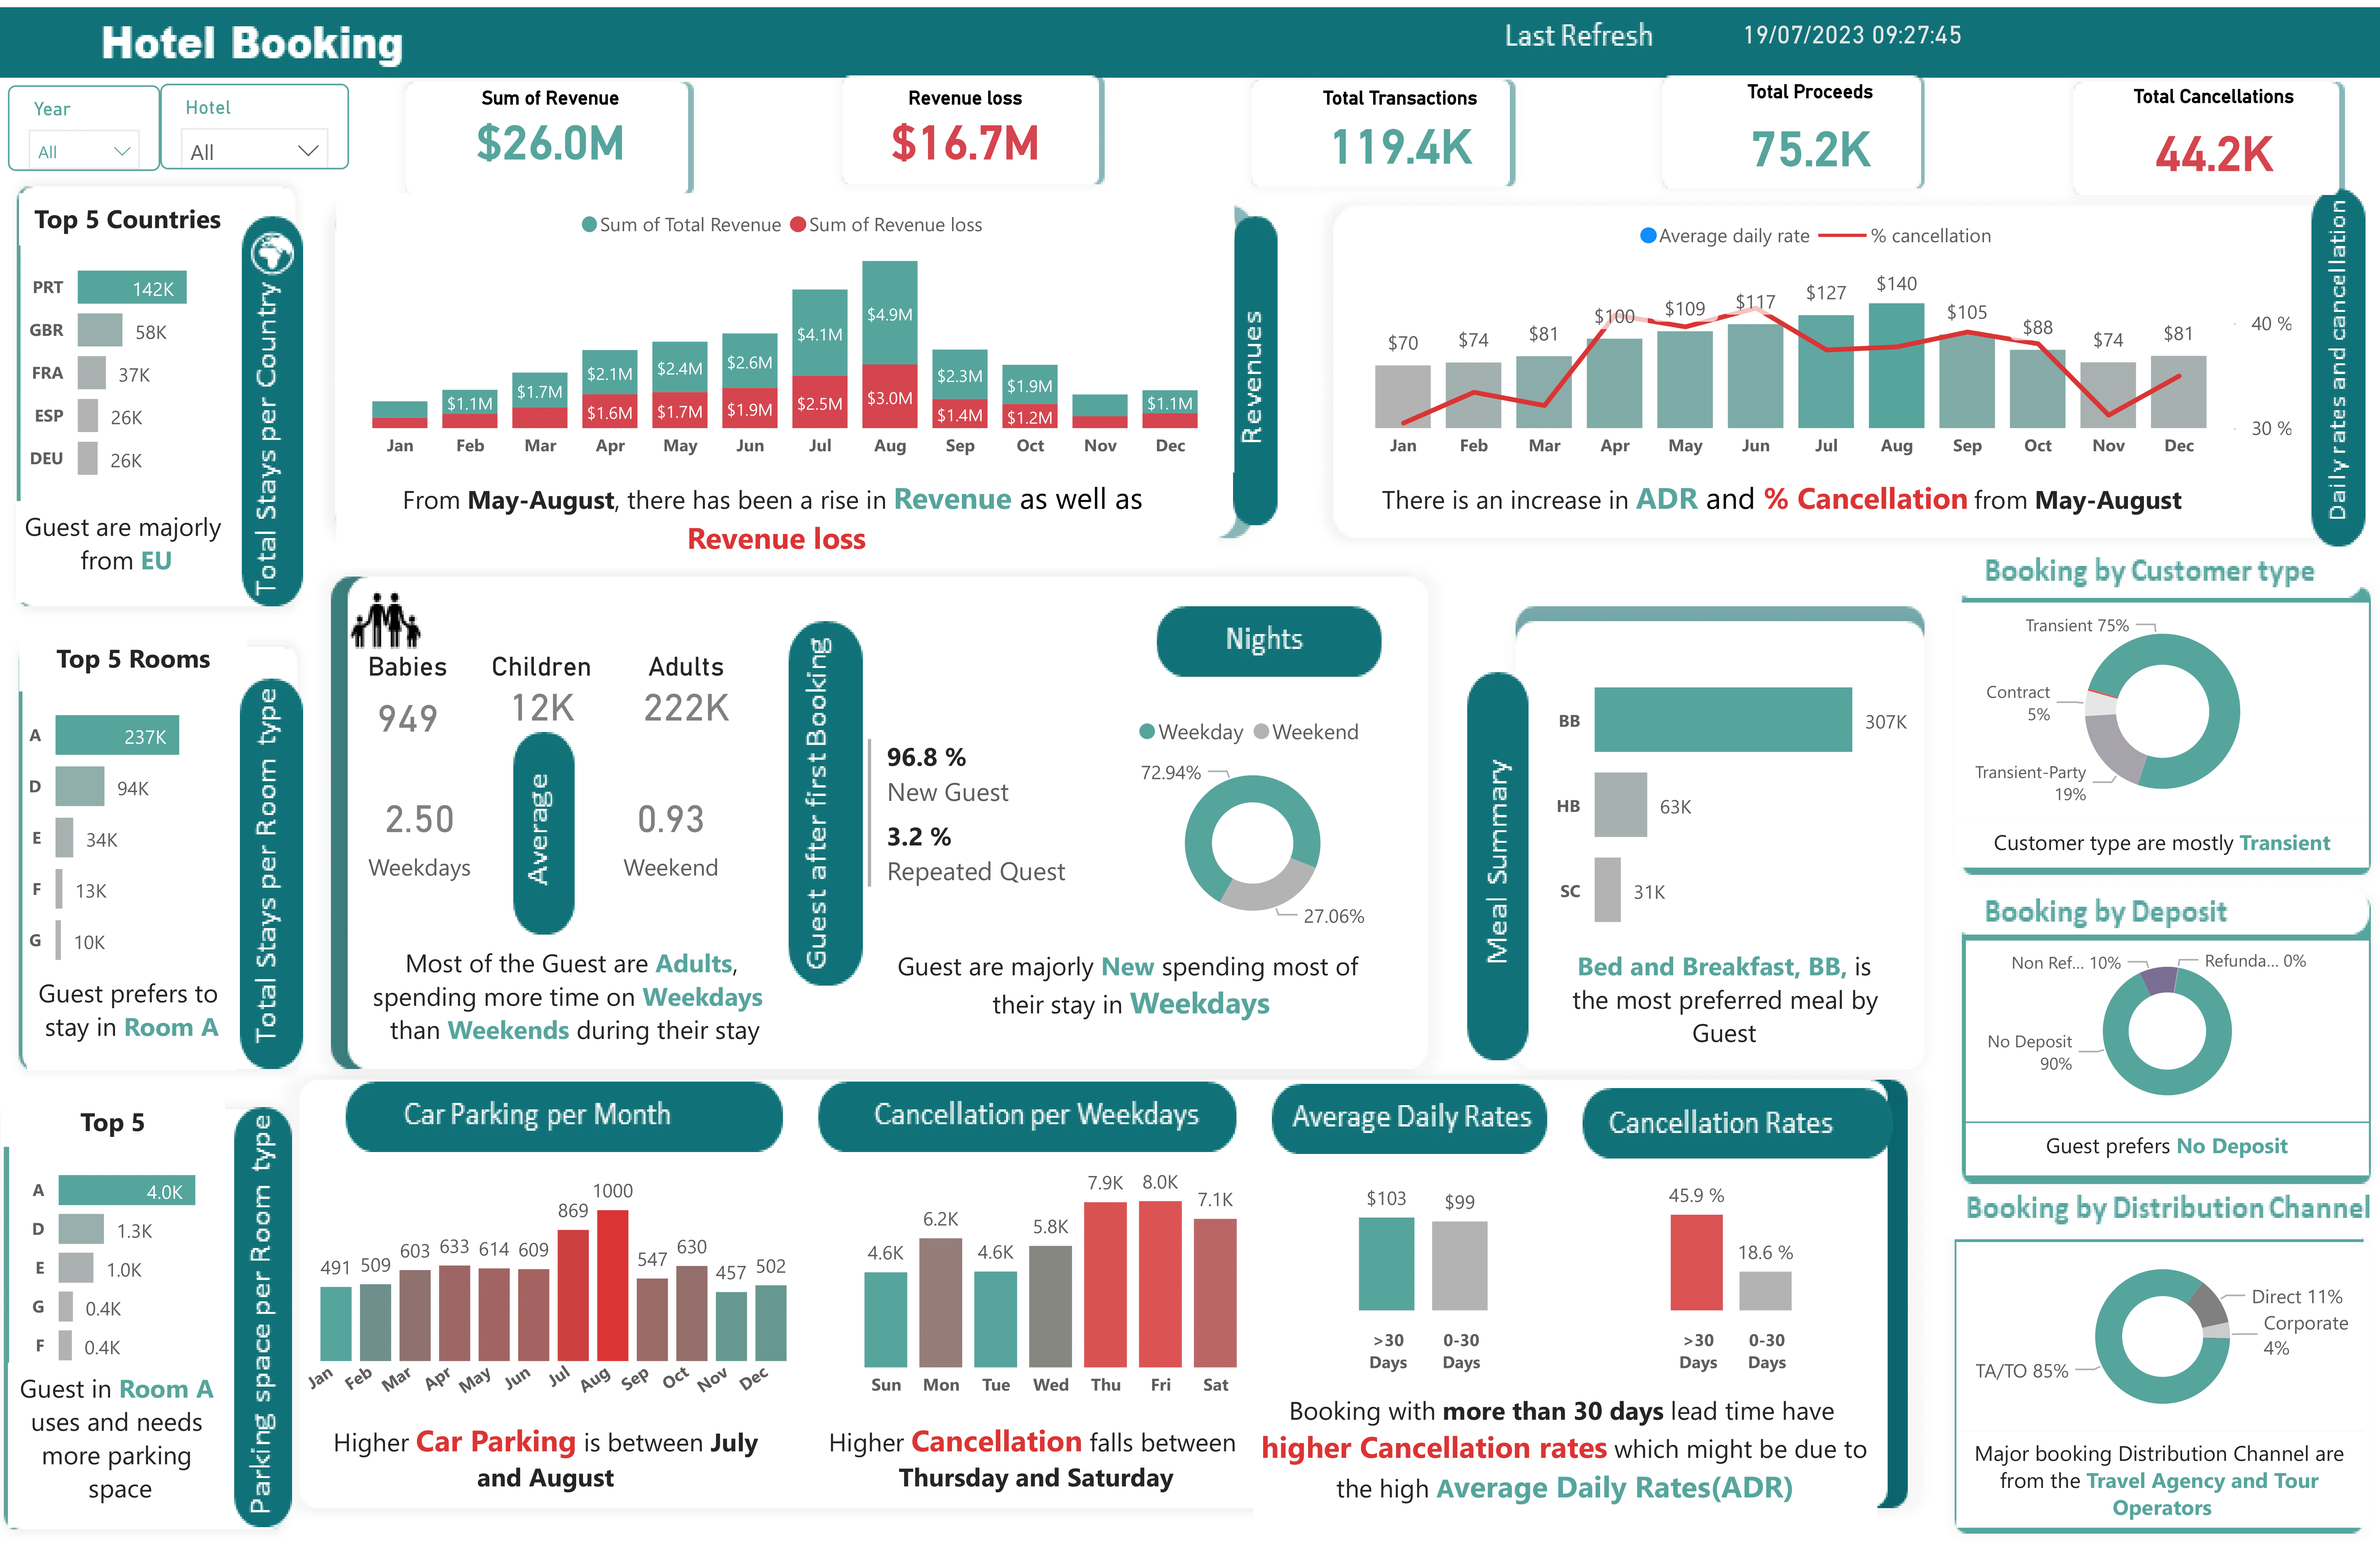 Hotel Booking
Last Refresh
19/07/2023 09:27:45
Year
All
Hotel
All
Sum of Revenue
$26.0M
Revenue loss
$16.7M
Total Transactions
119.4K
Total Proceeds
75.2K
Total Cancellations
44.2K
Top 5 Countries
PRT 142K
GBR 58K
FRA 37K
ESP 26K
DEU 26K
Guest are majorly
from EU
Total Stays per Country
Sum of Total Revenue Sum of Revenue loss
$1.1M $1.7M $2.1M $2.4M $2.6M $4.1M $4.9M $2.3M $1.9M $1.1M
$1.6M $1.7M $1.9M $2.5M $3.0M $1.4M $1.2M
Jan Feb Mar Apr May Jun Jul Aug Sep Oct Nov Dec
From May-August, there has been a rise in Revenue as well as
Revenue loss
Revenues
Average daily rate % cancellation
$70 $74 $81 $100 $109 $117 $127 $140 $105 $88 $74 $81
40 %
30 %
Jan Feb Mar Apr May Jun Jul Aug Sep Oct Nov Dec
There is an increase in ADR and % Cancellation from May-August
Daily rates and cancellation
Top 5 Rooms
A 237K
D 94K
E 34K
F 13K
G 10K
Guest prefers to
stay in Room A
Total Stays per Room type
Babies Children Adults
949 12K 222K
2.50
Weekdays
Average
0.93
Weekend
Most of the Guest are Adults,
spending more time on Weekdays
than Weekends during their stay
Guest after first Booking
96.8 %
New Guest
3.2 %
Repeated Quest
Nights
Weekday Weekend
72.94%
27.06%
Guest are majorly New spending most of
their stay in Weekdays
Meal Summary
BB 307K
HB 63K
SC 31K
Bed and Breakfast, BB, is
the most preferred meal by
Guest
Booking by Customer type
Transient 75%
Contract
5%
Transient-Party
19%
Customer type are mostly Transient
Booking by Deposit
Non Ref... 10%
Refunda... 0%
No Deposit
90%
Guest prefers No Deposit
Top 5
A 4.0K
D 1.3K
E 1.0K
G 0.4K
F 0.4K
Guest in Room A
uses and needs
more parking
space
Parking space per Room type
Car Parking per Month
491 509 603 633 614 609 869 1000 547 630 457 502
Jan Feb Mar Apr May Jun Jul Aug Sep Oct Nov Dec
Higher Car Parking is between July
and August
Cancellation per Weekdays
4.6K 6.2K 4.6K 5.8K 7.9K 8.0K 7.1K
Sun Mon Tue Wed Thu Fri Sat
Higher Cancellation falls between
Thursday and Saturday
Average Daily Rates
$103 $99
>30
Days
0-30
Days
Cancellation Rates
45.9 %
18.6 %
>30
Days
0-30
Days
Booking with more than 30 days lead time have
higher Cancellation rates which might be due to
the high Average Daily Rates(ADR)
Booking by Distribution Channel
Direct 11%
Corporate
4%
TA/TO 85%
Major booking Distribution Channel are
from the Travel Agency and Tour
Operators